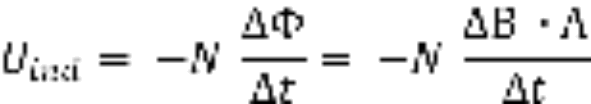 U_ind = −N ΔΦ/Δt = −N ΔB · A/Δt